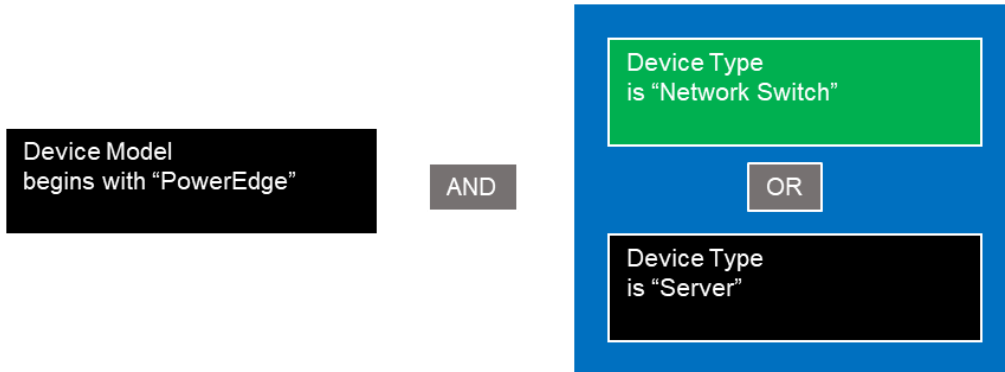 Device Model
begins with “PowerEdge”
AND
Device Type
is “Network Switch”
OR
Device Type
is “Server”